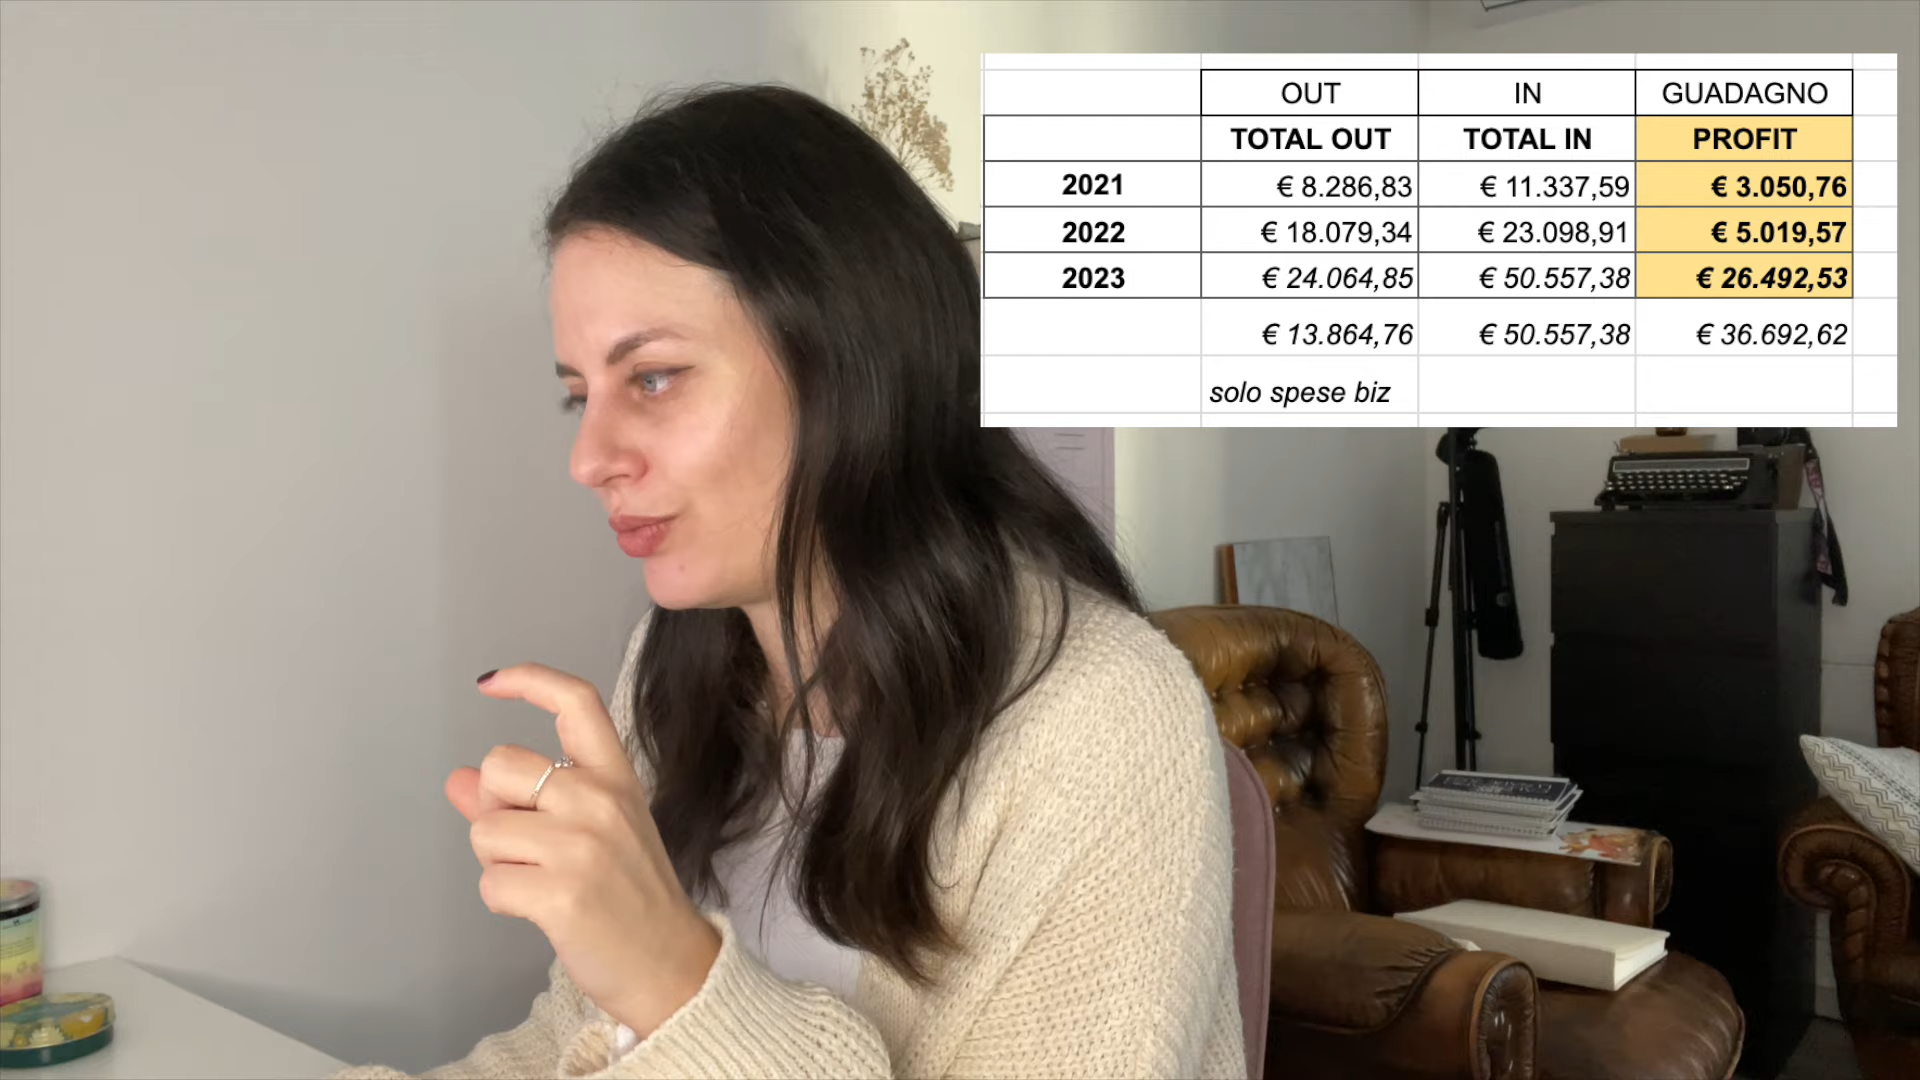 OUT IN GUADAGNO
TOTAL OUT TOTAL IN PROFIT
2021 € 8.286,83 € 11.337,59 € 3.050,76
2022 € 18.079,34 € 23.098,91 € 5.019,57
2023 € 24.064,85 € 50.557,38 € 26.492,53
€ 13.864,76 € 50.557,38 € 36.692,62
solo spese biz